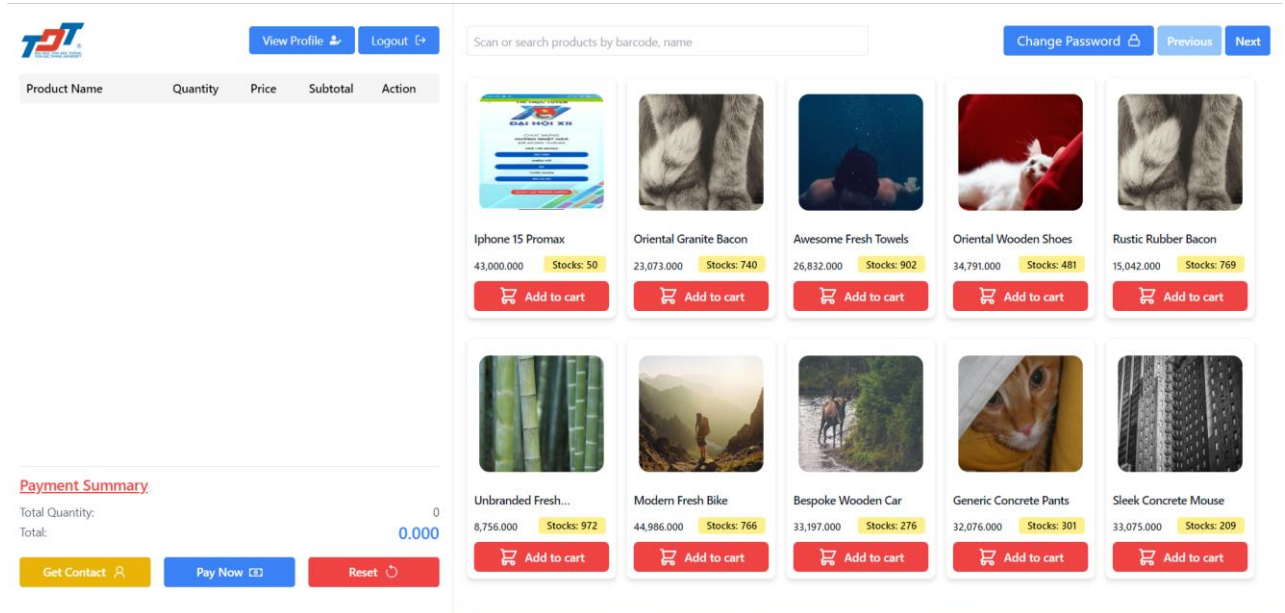 TDT
View Profile
Logout
Product Name Quantity Price Subtotal Action
Payment Summary
Total Quantity: 0
Total: 0.000
Get Contact
Pay Now
Reset
Scan or search products by barcode, name
Change Password
Previous
Next
ĐẠI HỘI XII
Iphone 15 Promax
43,000.000 Stocks: 50
Add to cart
Oriental Granite Bacon
23,073.000 Stocks: 740
Add to cart
Awesome Fresh Towels
26,832.000 Stocks: 902
Add to cart
Oriental Wooden Shoes
34,791.000 Stocks: 481
Add to cart
Rustic Rubber Bacon
15,042.000 Stocks: 769
Add to cart
Unbranded Fresh...
8,756.000 Stocks: 972
Add to cart
Modern Fresh Bike
44,986.000 Stocks: 766
Add to cart
Bespoke Wooden Car
33,197.000 Stocks: 276
Add to cart
Generic Concrete Pants
32,076.000 Stocks: 301
Add to cart
Sleek Concrete Mouse
33,075.000 Stocks: 209
Add to cart